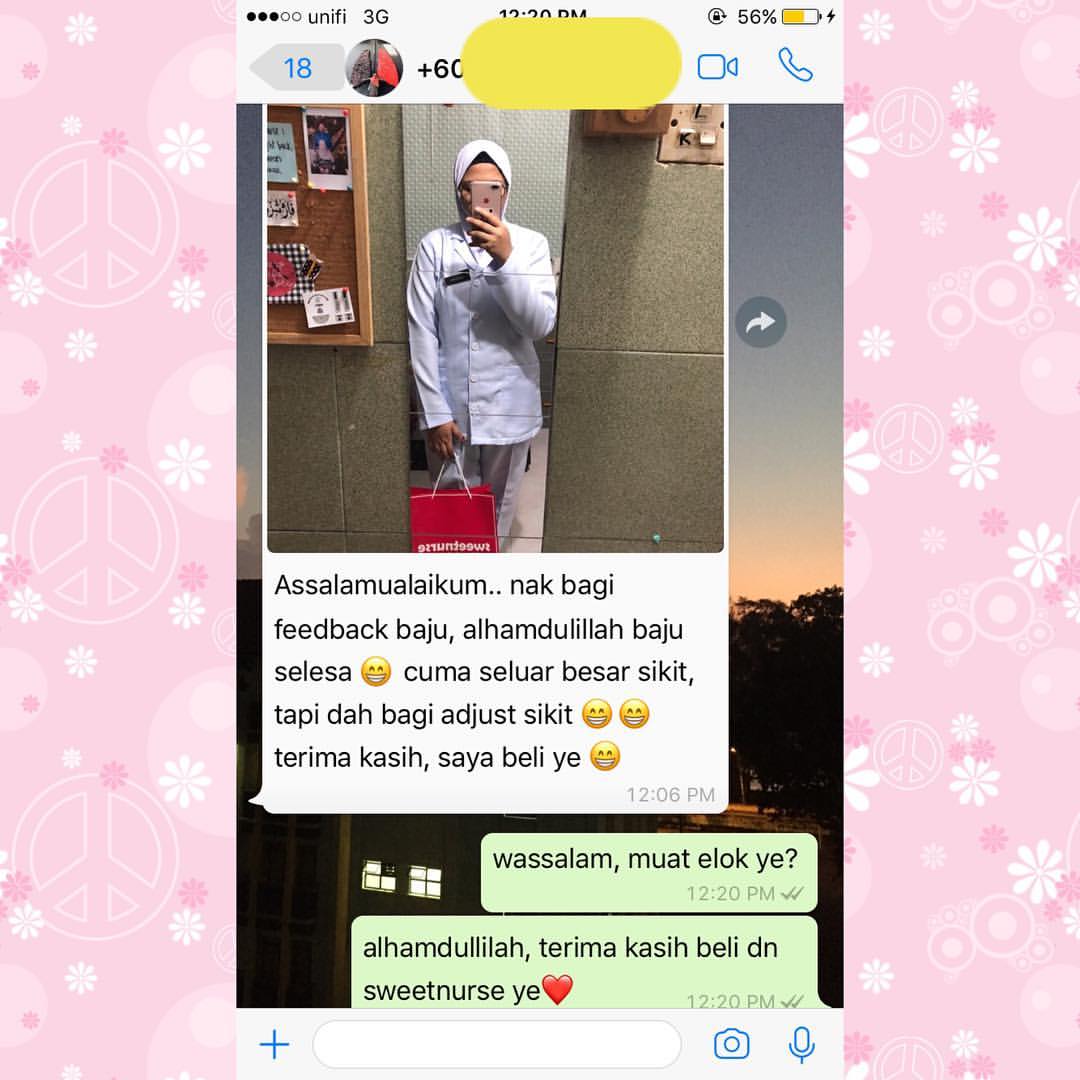 unifi 3G 12:20 PM 56%
18 +60
L
K
sweetnurse
Assalamualaikum.. nak bagi
feedback baju, alhamdulillah baju
selesa 😁 cuma seluar besar sikit,
tapi dah bagi adjust sikit 😁😁
terima kasih, saya beli ye 😁
12:06 PM
wassalam, muat elok ye?
12:20 PM
alhamdullilah, terima kasih beli dn
sweetnurse ye❤️
12:20 PM